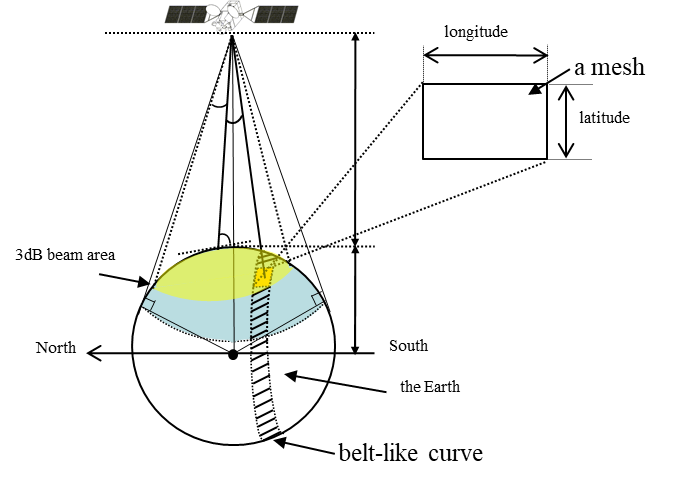 longitude
a mesh
latitude
3dB beam area
North
South
the Earth
belt-like curve